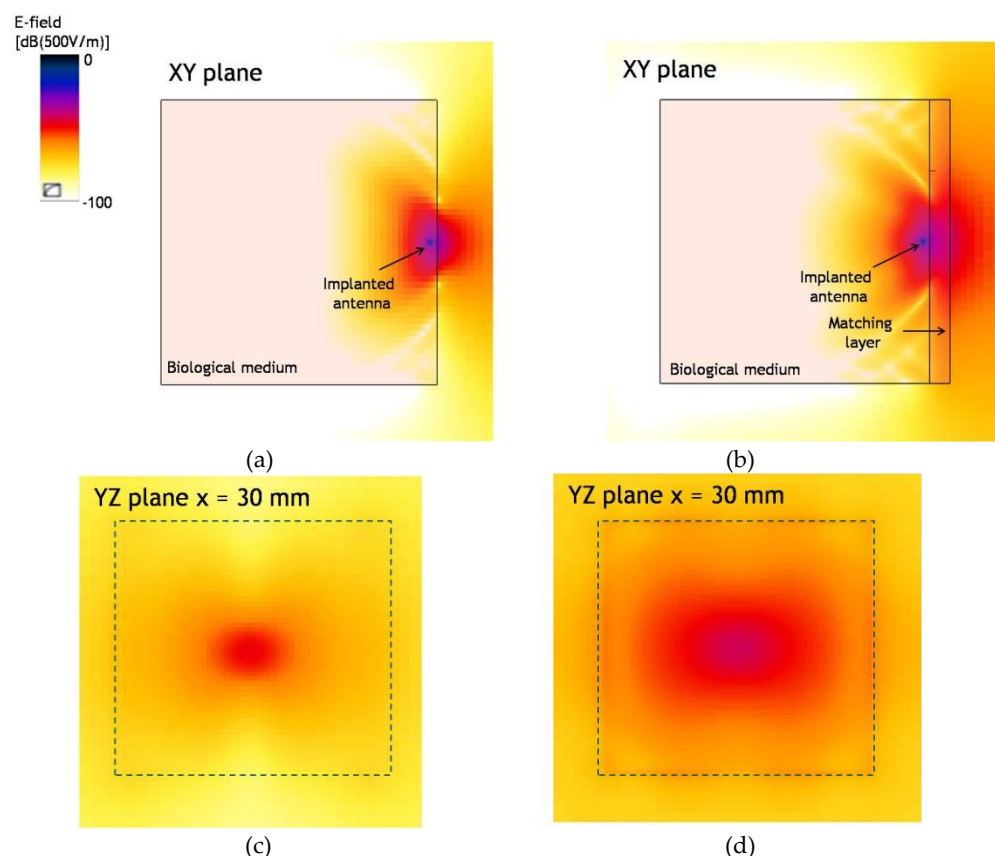 E-field
[dB(500V/m)]
0
-100
XY plane
Implanted
antenna
Biological medium
(a)
XY plane
Implanted
antenna
Matching
layer
Biological medium
(b)
YZ plane x = 30 mm
(c)
YZ plane x = 30 mm
(d)